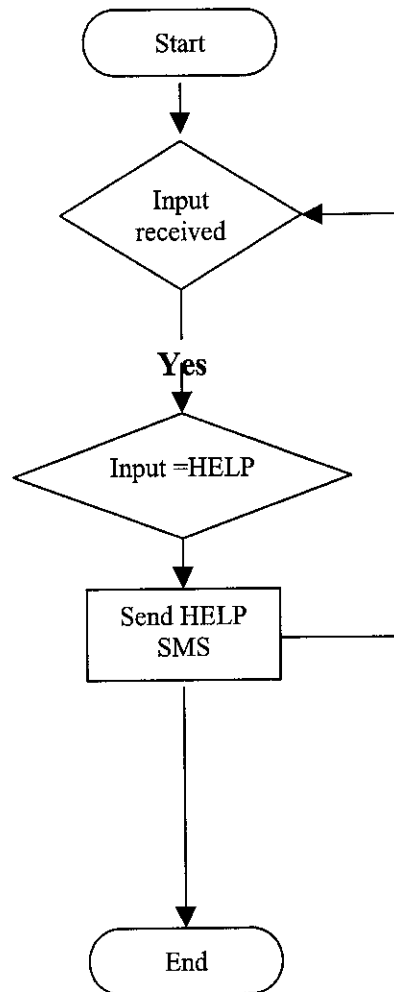 Start
Input
received
Yes
Input =HELP
Send HELP
SMS
End